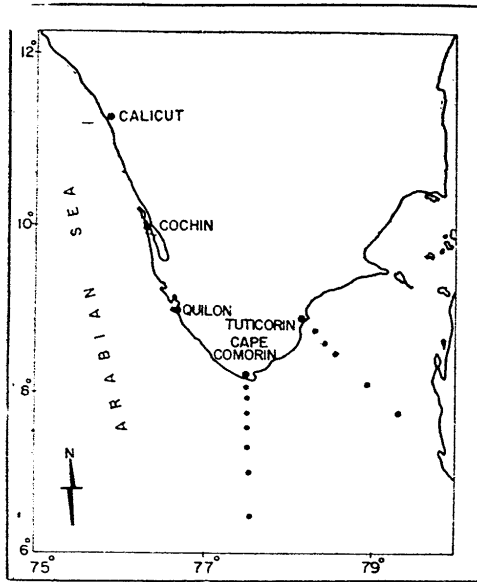 12°
CALICUT
10°
COCHIN
ARABIAN SEA
QUILON
TUTICORIN
CAPE
COMORIN
8°
N
6°
75°
77°
79°